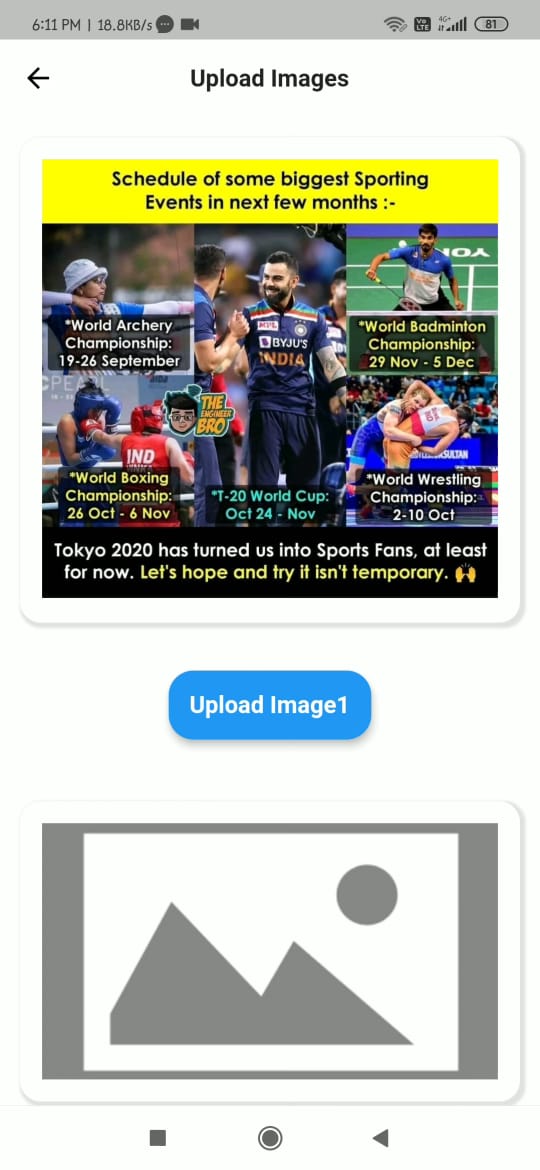 6:11 PM | 18.8KB/s
Vo
LTE
4G+
81
Upload Images
Schedule of some biggest Sporting
Events in next few months :-
YO
MPL
BYJU'S
INDIA
*World Archery
Championship:
19-26 September
*World Badminton
Championship:
29 Nov - 5 Dec
THE
ENGINEER
BRO
IND
*World Boxing
Championship:
26 Oct - 6 Nov
*T-20 World Cup:
Oct 24 - Nov
*World Wrestling
Championship:
2-10 Oct
Tokyo 2020 has turned us into Sports Fans, at least
for now. Let's hope and try it isn't temporary. 🙌
Upload Image1